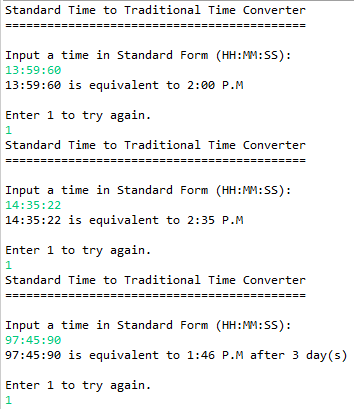 Standard Time to Traditional Time Converter
===========================================
Input a time in Standard Form (HH:MM:SS):
13:59:60
13:59:60 is equivalent to 2:00 P.M
Enter 1 to try again.
1
Standard Time to Traditional Time Converter
===========================================
Input a time in Standard Form (HH:MM:SS):
14:35:22
14:35:22 is equivalent to 2:35 P.M
Enter 1 to try again.
1
Standard Time to Traditional Time Converter
===========================================
Input a time in Standard Form (HH:MM:SS):
97:45:90
97:45:90 is equivalent to 1:46 P.M after 3 day(s)
Enter 1 to try again.
1